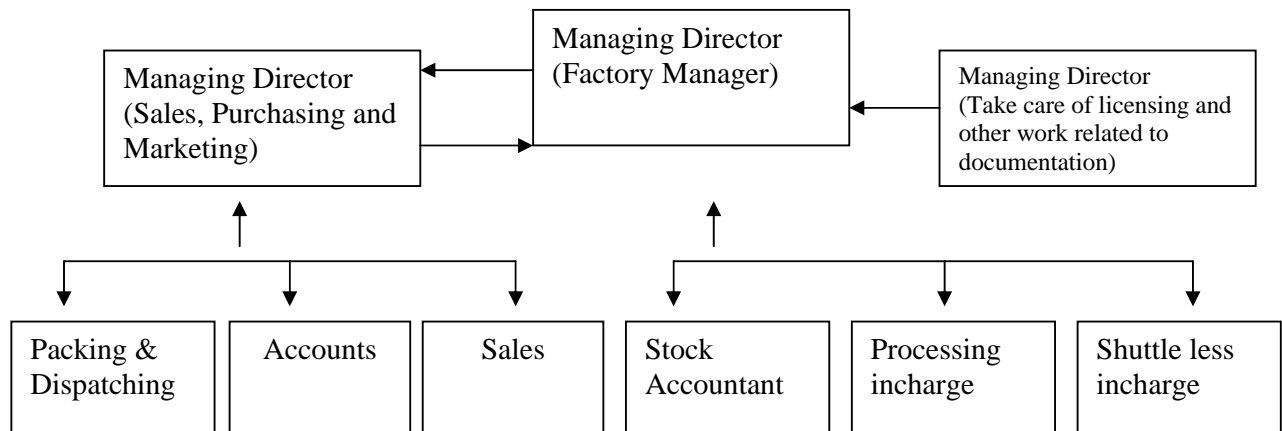 Managing Director
(Factory Manager)
Managing Director
(Sales, Purchasing and
Marketing)
Managing Director
(Take care of licensing and
other work related to
documentation)
Packing &
Dispatching
Accounts
Sales
Stock
Accountant
Processing
incharge
Shuttle less
incharge